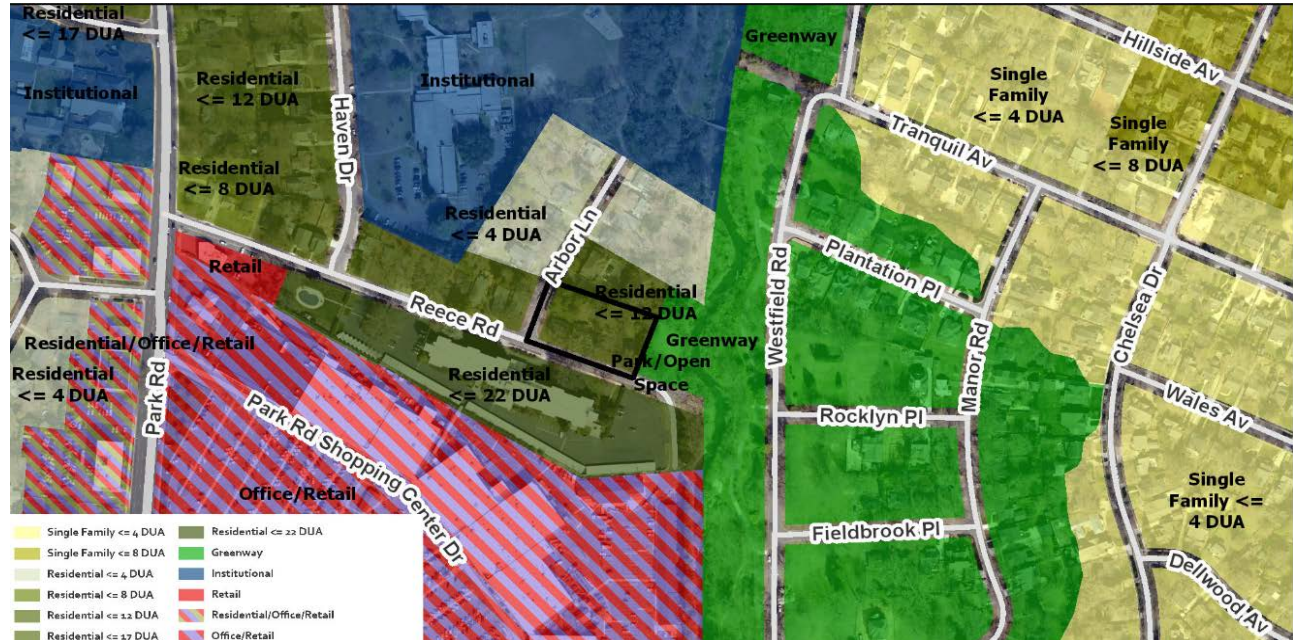 Residential
<= 17 DUA
Institutional
Residential
<= 12 DUA
Haven Dr
Institutional
Greenway
Hillside Av
Single
Family
<= 4 DUA
Tranquil Av
Single
Family
<= 8 DUA
Residential
<= 8 DUA
Residential
<= 4 DUA
Arbor Ln
Retail
Reece Rd
Residential
<= 12 DUA
Greenway
Park/Open
Space
Westfield Rd
Plantation Pl
Manor Rd
Chelsea Dr
Residential/Office/Retail
Residential
<= 4 DUA
Park Rd
Residential
<= 22 DUA
Park Rd Shopping Center Dr
Office/Retail
Rocklyn Pl
Wales Av
Single
Family <=
4 DUA
Fieldbrook Pl
Dellwood Av
Single Family <= 4 DUA
Single Family <= 8 DUA
Residential <= 4 DUA
Residential <= 8 DUA
Residential <= 12 DUA
Residential <= 17 DUA
Residential <= 22 DUA
Greenway
Institutional
Retail
Residential/Office/Retail
Office/Retail